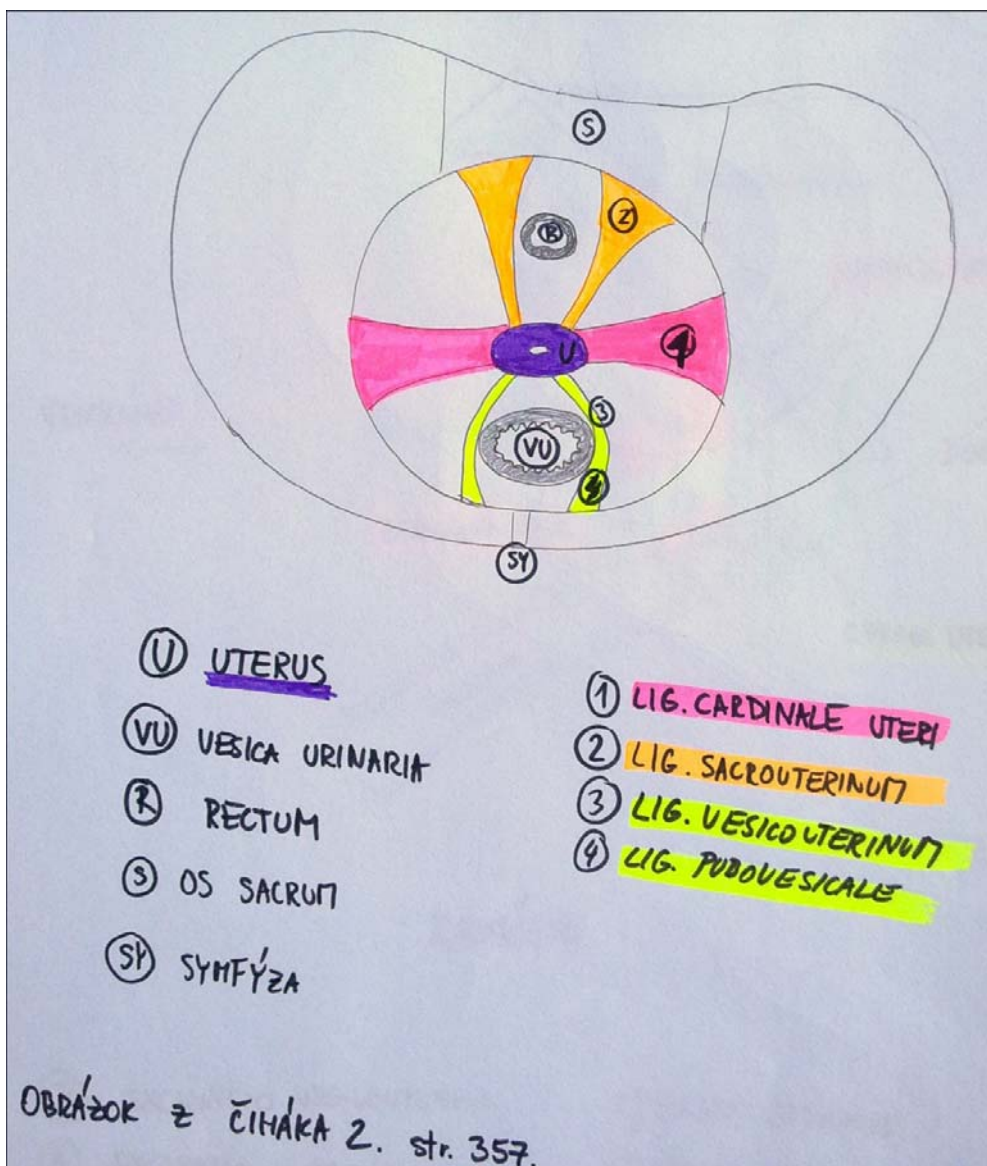 S
2
R
U
1
3
VU
4
SY
U UTERUS
VU VESICA URINARIA
R RECTUM
S OS SACRUM
SY SYMFÝZA
1 LIG. CARDINALE UTERI
2 LIG. SACROUTERINUM
3 LIG. VESICOUTERINUM
4 LIG. PUBOVESICALE
OBRÁZOK Z ČIHÁKA 2. str. 357.